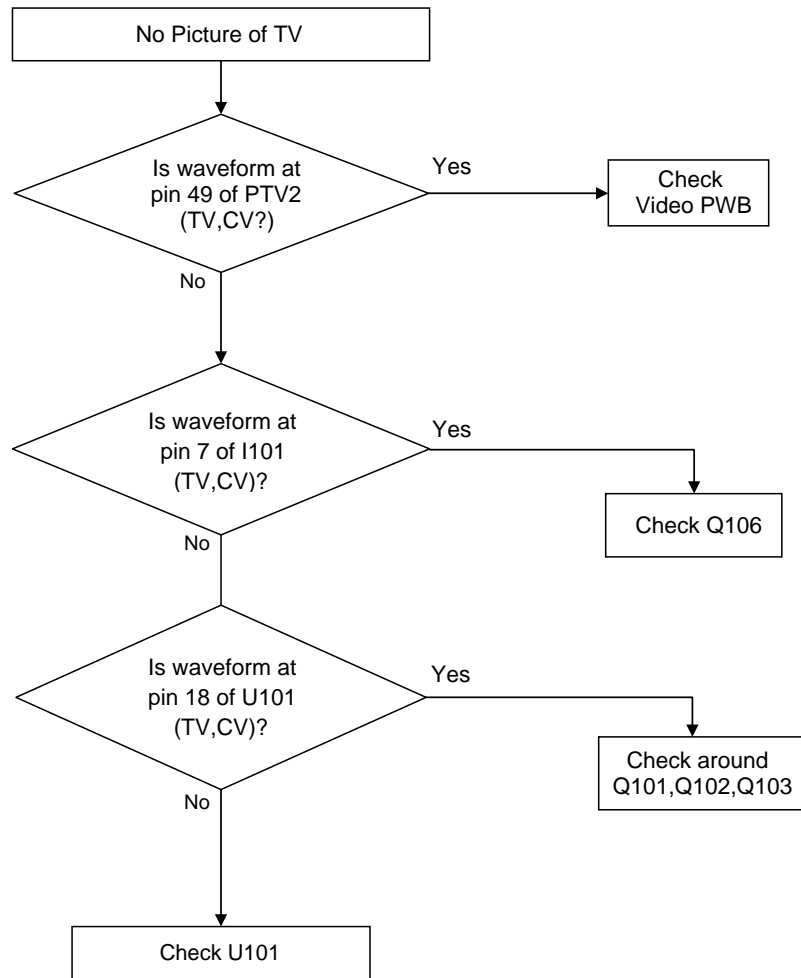 No Picture of TV
Is waveform at
pin 49 of PTV2
(TV,CV?)
Yes
Check
Video PWB
No
Is waveform at
pin 7 of I101
(TV,CV)?
Yes
Check Q106
No
Is waveform at
pin 18 of U101
(TV,CV)?
Yes
Check around
Q101,Q102,Q103
No
Check U101